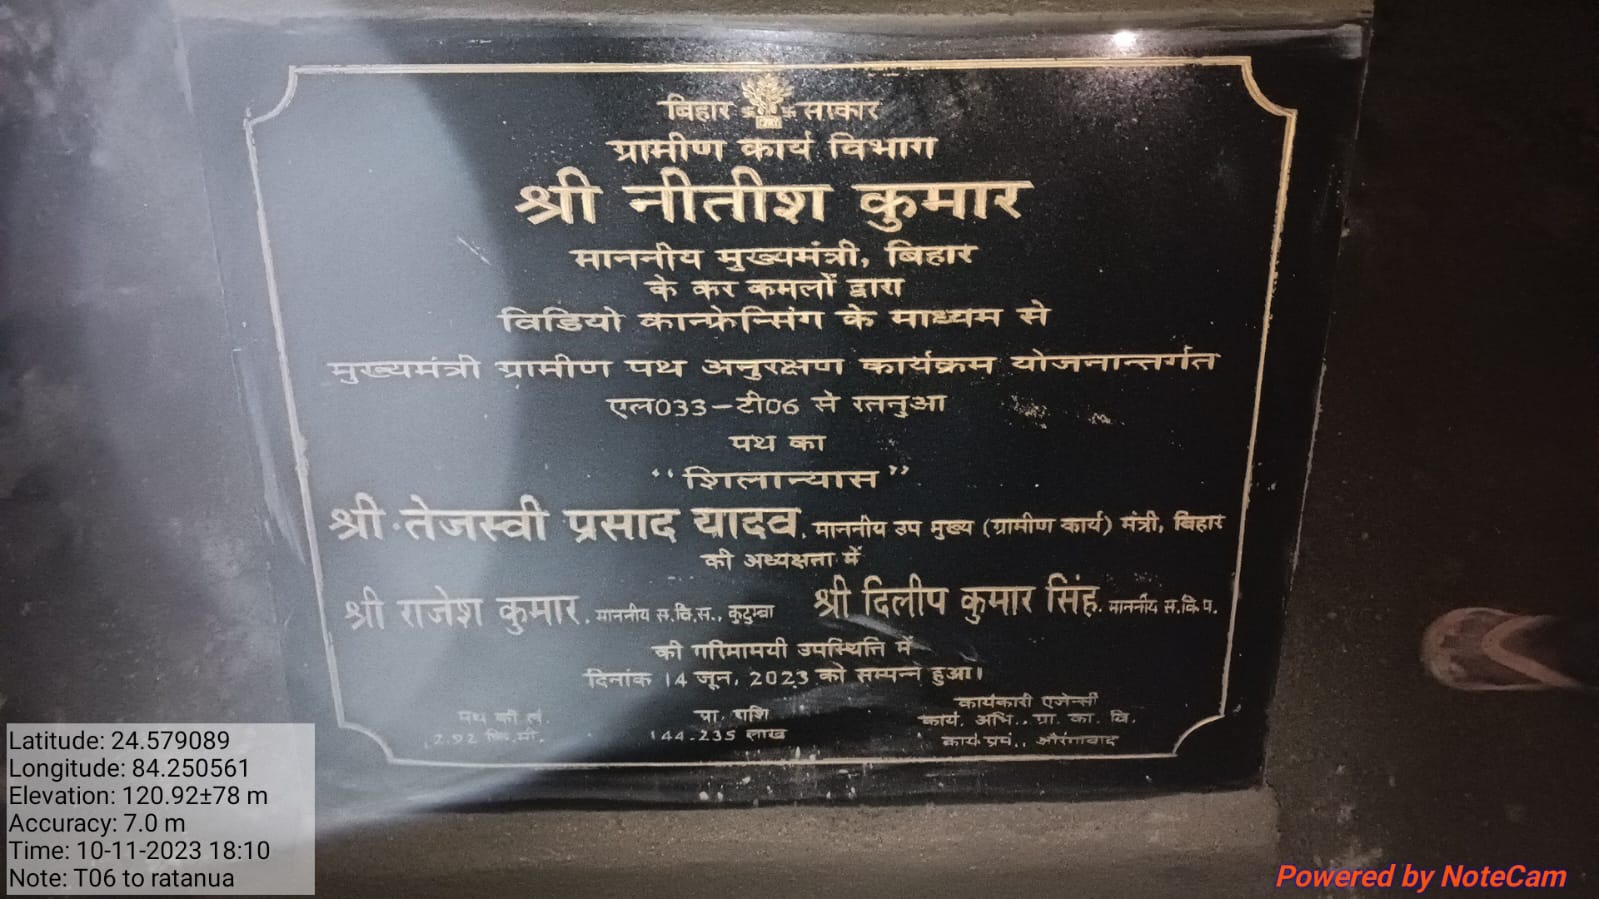 बिहार सरकार
ग्रामीण कार्य विभाग
श्री नीतीश कुमार
माननीय मुख्यमंत्री, बिहार
के कर कमलों द्वारा
विडियो कान्फ्रेन्सिंग के माध्यम से
मुख्यमंत्री ग्रामीण पथ अनुरक्षण कार्यक्रम योजनान्तर्गत
एल033-टी06 से रतनुआ
पथ का
“शिलान्यास”
श्री तेजस्वी प्रसाद यादव, माननीय उप मुख्य (ग्रामीण कार्य) मंत्री, बिहार
की अध्यक्षता में
श्री राजेश कुमार, माननीय स.वि.स., कुटुम्बा श्री दिलीप कुमार सिंह, माननीय स.वि.प.
की गरिमामयी उपस्थिति में
दिनांक 14 जून, 2023 को सम्पन्न हुआ।
पथ की लं. प्रा. राशि कार्यकारी एजेन्सी
2.92 कि.मी. 144.235 लाख कार्य. अभि., ग्रा. का. वि.
कार्य प्रमं., औरंगाबाद
Latitude: 24.579089
Longitude: 84.250561
Elevation: 120.92±78 m
Accuracy: 7.0 m
Time: 10-11-2023 18:10
Note: T06 to ratanua
Powered by NoteCam